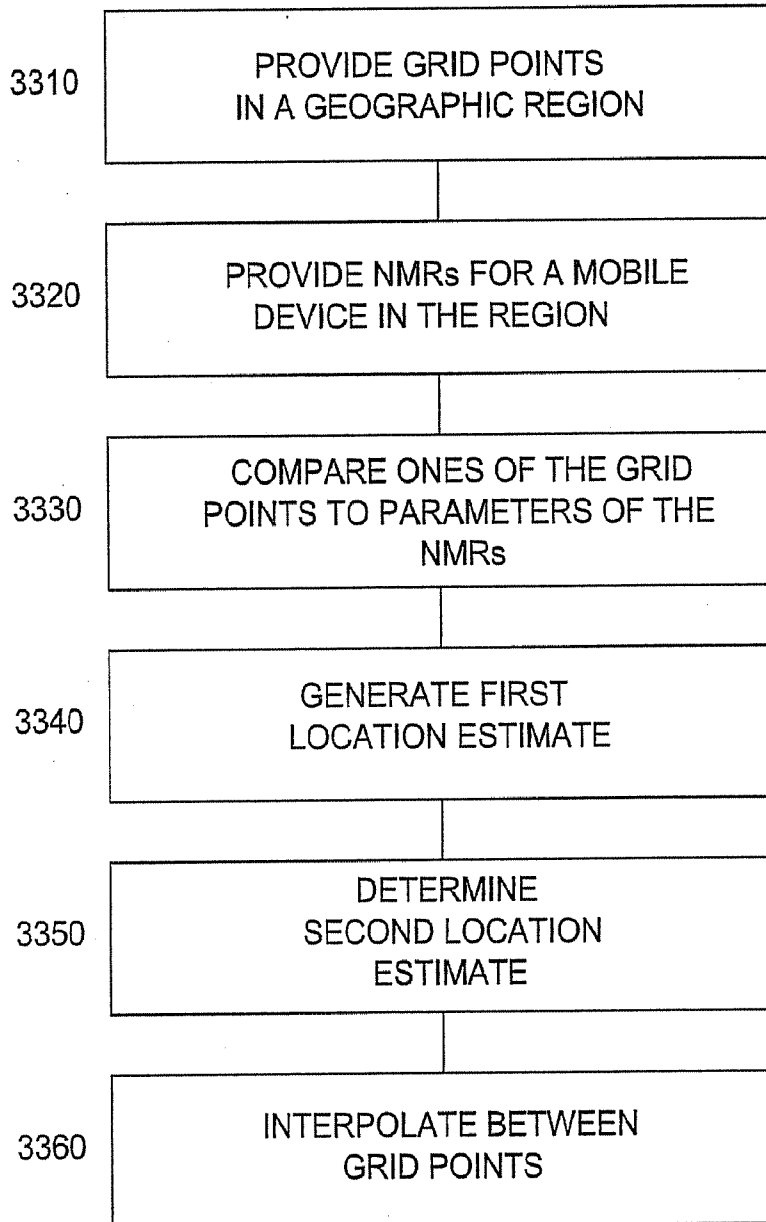 3310
PROVIDE GRID POINTS
IN A GEOGRAPHIC REGION
3320
PROVIDE NMRs FOR A MOBILE
DEVICE IN THE REGION
3330
COMPARE ONES OF THE GRID
POINTS TO PARAMETERS OF THE
NMRs
3340
GENERATE FIRST
LOCATION ESTIMATE
3350
DETERMINE
SECOND LOCATION
ESTIMATE
3360
INTERPOLATE BETWEEN
GRID POINTS